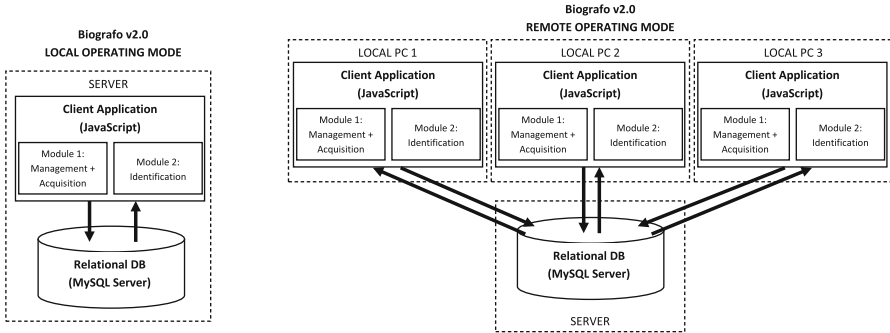 Biografo v2.0
LOCAL OPERATING MODE
SERVER
Client Application
(JavaScript)
Module 1:
Management +
Acquisition
Module 2:
Identification
Relational DB
(MySQL Server)
Biografo v2.0
REMOTE OPERATING MODE
LOCAL PC 1
Client Application
(JavaScript)
Module 1:
Management +
Acquisition
Module 2:
Identification
LOCAL PC 2
Client Application
(JavaScript)
Module 1:
Management +
Acquisition
Module 2:
Identification
LOCAL PC 3
Client Application
(JavaScript)
Module 1:
Management +
Acquisition
Module 2:
Identification
Relational DB
(MySQL Server)
SERVER